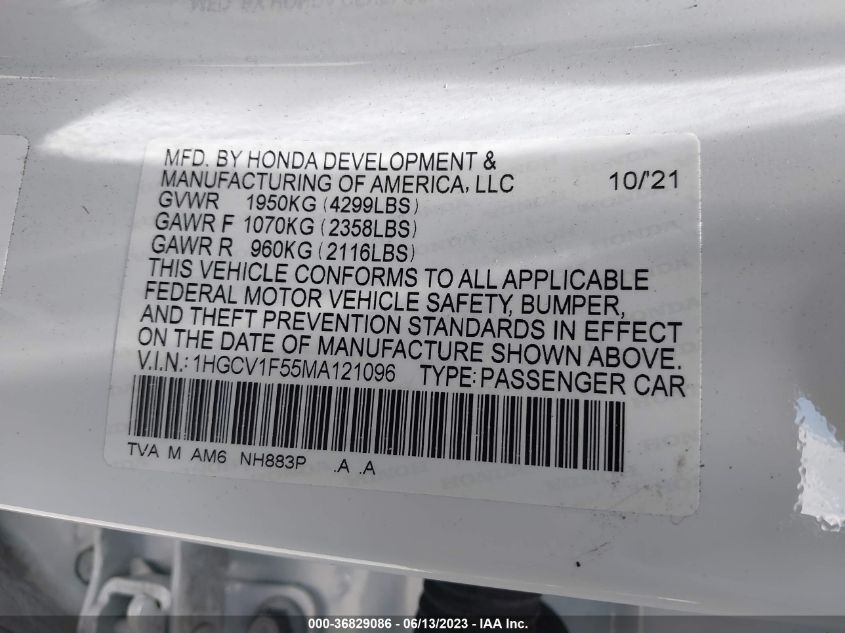 MFD. BY HONDA DEVELOPMENT &
MANUFACTURING OF AMERICA, LLC 10/'21
GVWR 1950KG (4299LBS)
GAWR F 1070KG (2358LBS)
GAWR R 960KG (2116LBS)
THIS VEHICLE CONFORMS TO ALL APPLICABLE
FEDERAL MOTOR VEHICLE SAFETY, BUMPER,
AND THEFT PREVENTION STANDARDS IN EFFECT
ON THE DATE OF MANUFACTURE SHOWN ABOVE.
V.I.N.: 1HGCV1F55MA121096 TYPE: PASSENGER CAR
TVA M AM6 NH883P .A .A
000-36829086 - 06/13/2023 - IAA Inc.